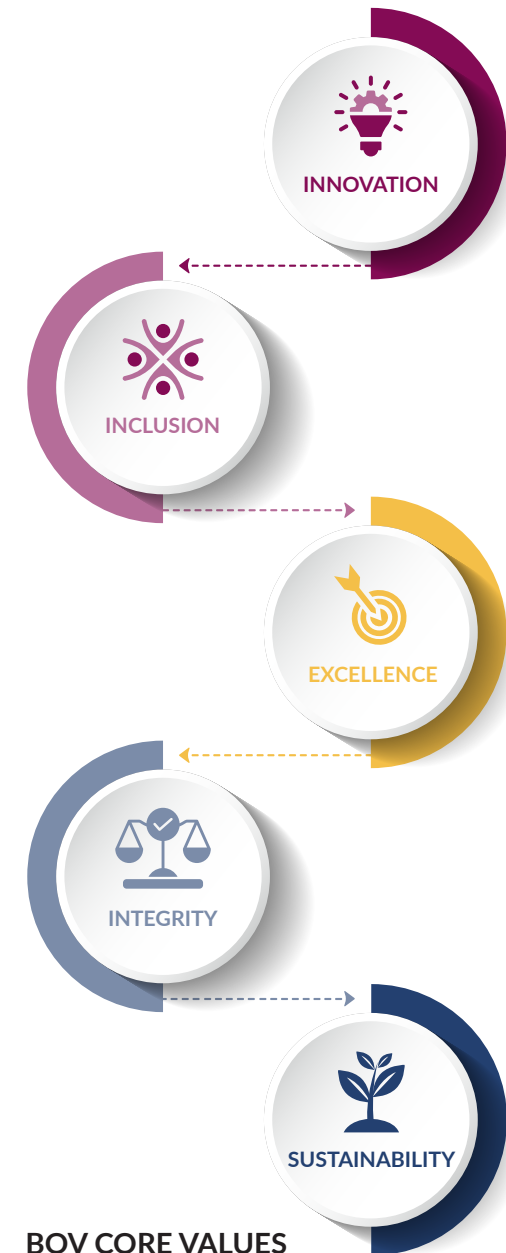 INNOVATION
INCLUSION
EXCELLENCE
INTEGRITY
SUSTAINABILITY
BOV CORE VALUES